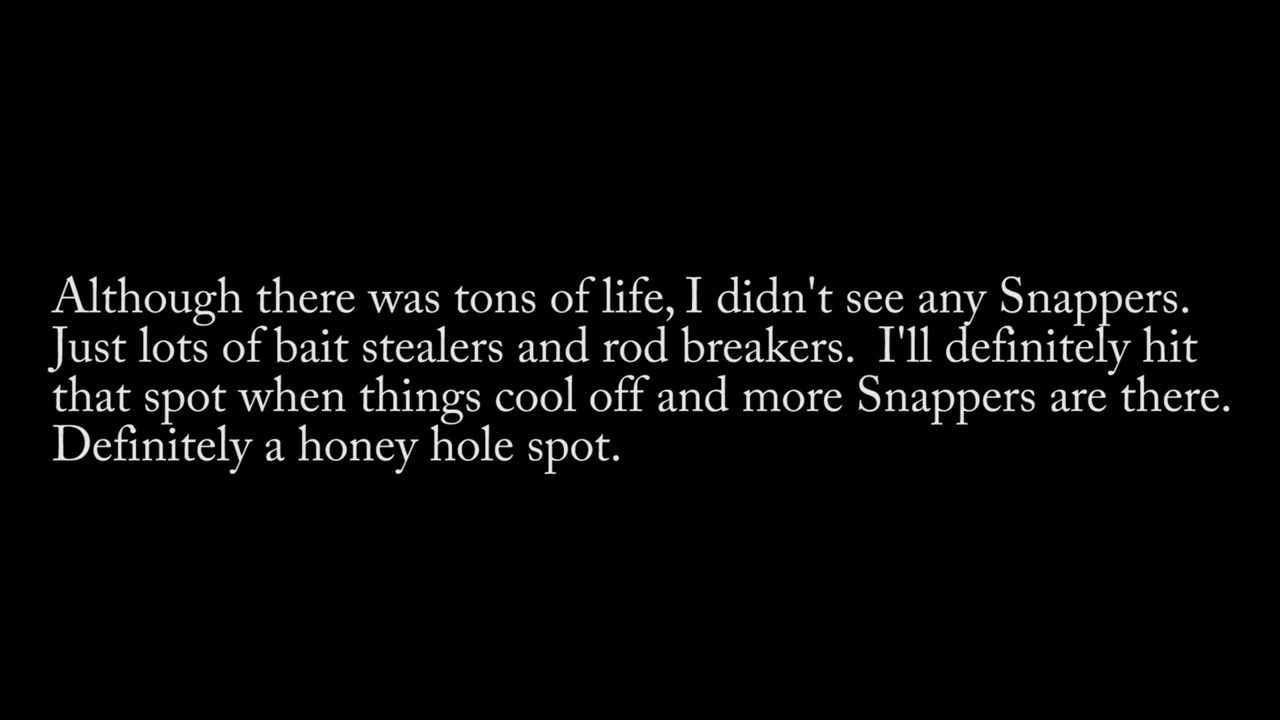 Although there was tons of life, I didn't see any Snappers.
Just lots of bait stealers and rod breakers.  I'll definitely hit
that spot when things cool off and more Snappers are there.
Definitely a honey hole spot.